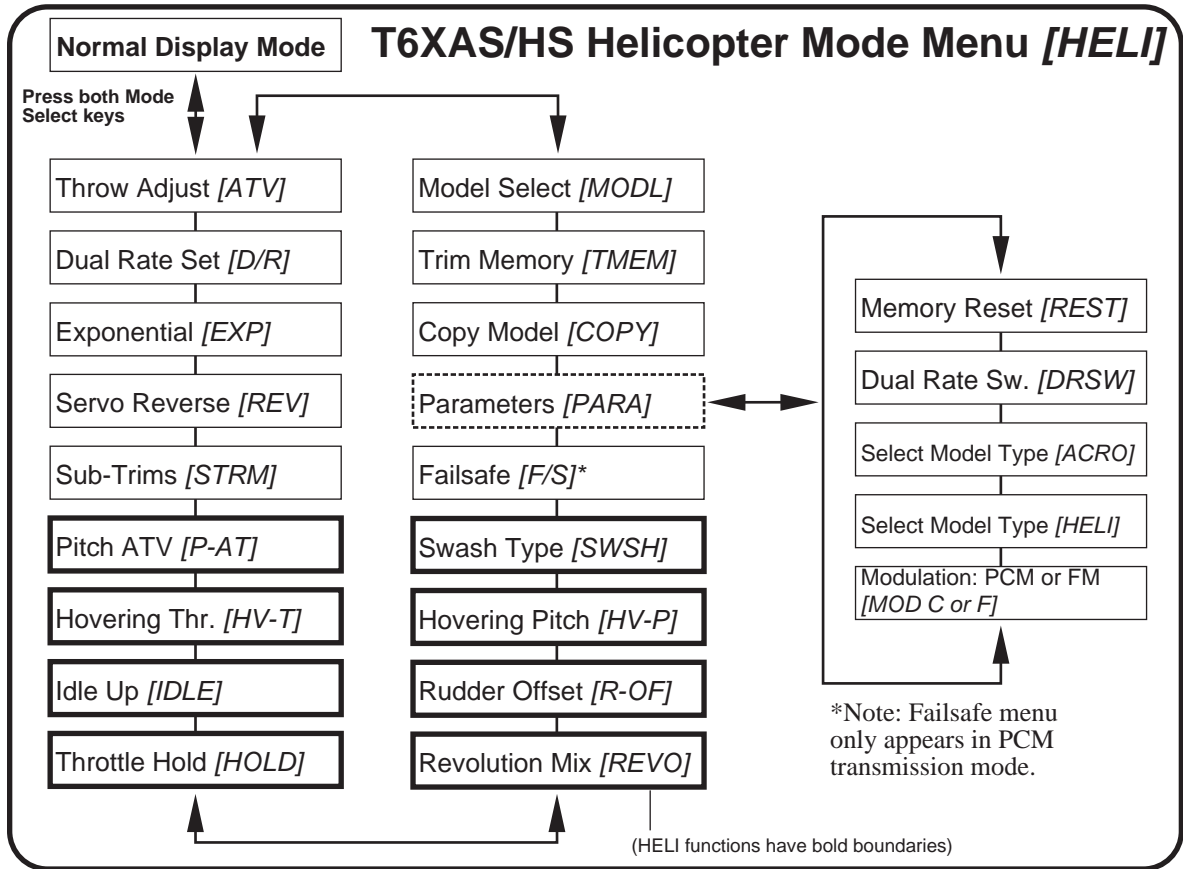 Normal Display Mode
T6XAS/HS Helicopter Mode Menu [HELI]
Press both Mode
Select keys
Throw Adjust [ATV]
Dual Rate Set [D/R]
Exponential [EXP]
Servo Reverse [REV]
Sub-Trims [STRM]
Pitch ATV [P-AT]
Hovering Thr. [HV-T]
Idle Up [IDLE]
Throttle Hold [HOLD]
Model Select [MODL]
Trim Memory [TMEM]
Copy Model [COPY]
Parameters [PARA]
Failsafe [F/S]*
Swash Type [SWSH]
Hovering Pitch [HV-P]
Rudder Offset [R-OF]
Revolution Mix [REVO]
(HELI functions have bold boundaries)
Memory Reset [REST]
Dual Rate Sw. [DRSW]
Select Model Type [ACRO]
Select Model Type [HELI]
Modulation: PCM or FM
[MOD C or F]
*Note: Failsafe menu
only appears in PCM
transmission mode.